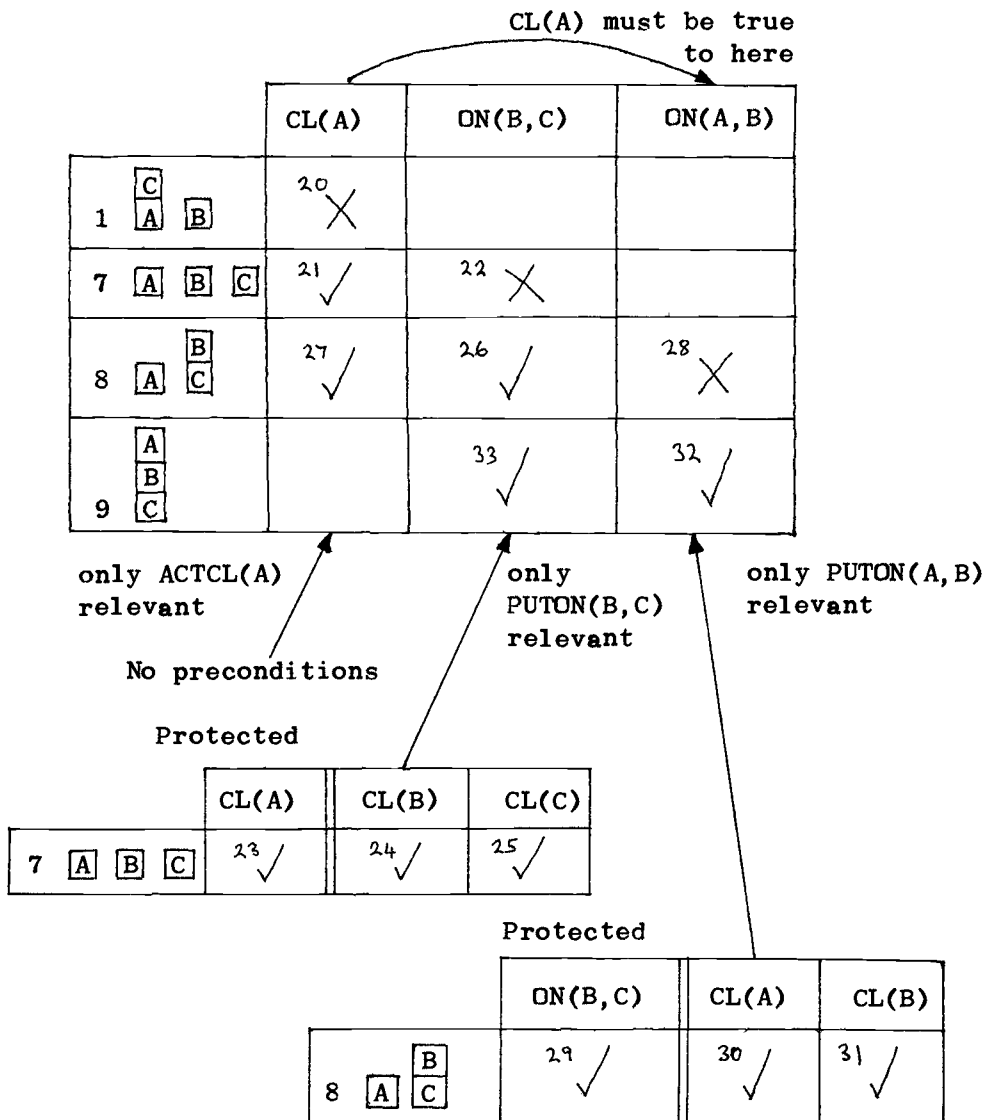 CL(A) must be true
to here
CL(A) ON(B,C) ON(A,B)
C
1 A B 20
7 A B C 21 22
B
8 A C 27 26 28
A
B
9 C 33 32
only ACTCL(A)
relevant
only
PUTON(B,C)
relevant
only PUTON(A,B)
relevant
No preconditions
Protected
CL(A) CL(B) CL(C)
7 A B C 23 24 25
Protected
ON(B,C) CL(A) CL(B)
B
8 A C 29 30 31